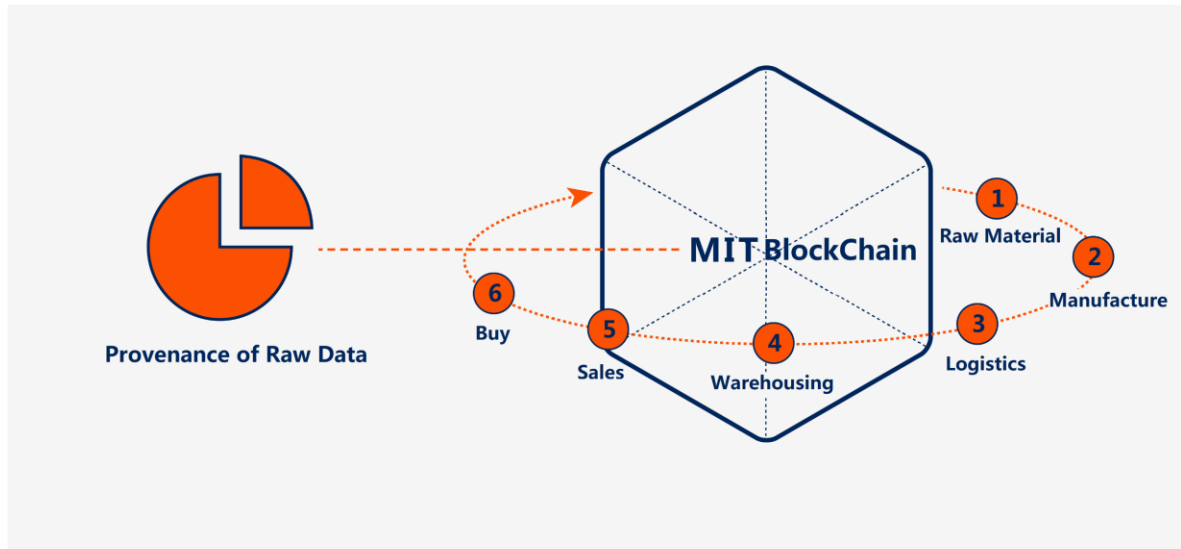 MIT BlockChain
1
Raw Material
2
Manufacture
3
Logistics
4
Warehousing
5
Sales
6
Buy
Provenance of Raw Data